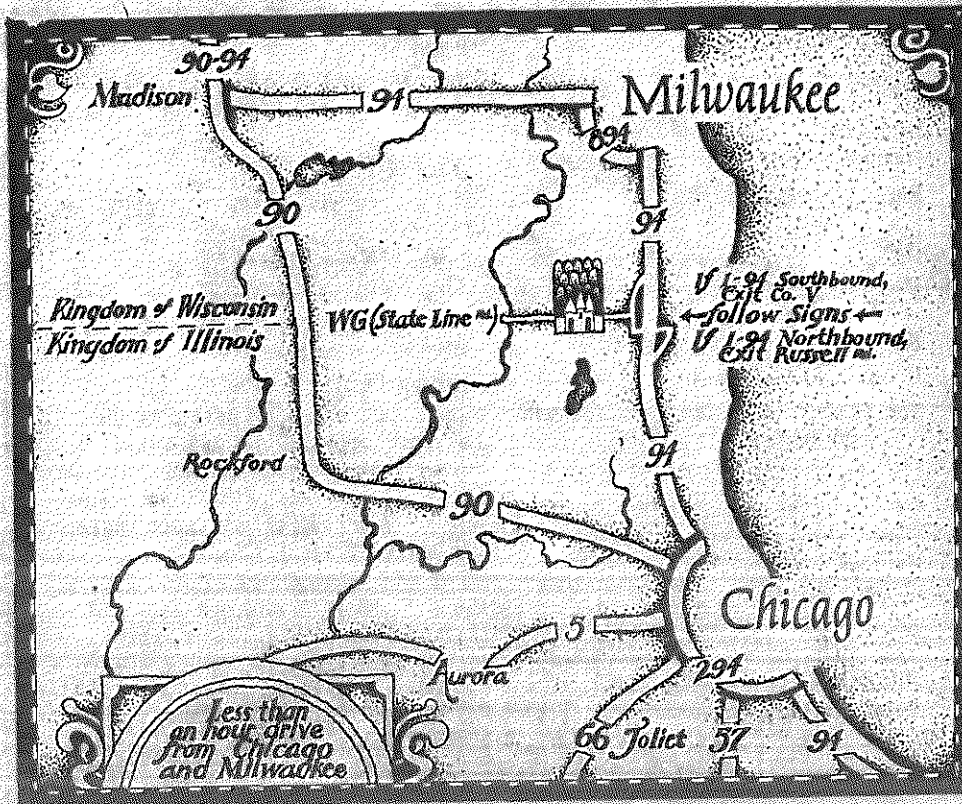 90-94
Madison
94
Milwaukee
894
90
94
Kingdom of Wisconsin
Kingdom of Illinois
WG (State Line Rd.)
If I-94 Southbound,
Exit Co. V
follow Signs
If I-94 Northbound,
Exit Russell Rd.
Rockford
94
90
Chicago
5
Aurora
294
Less than
an hour drive
from Chicago
and Milwaukee
66 Joliet 57 94